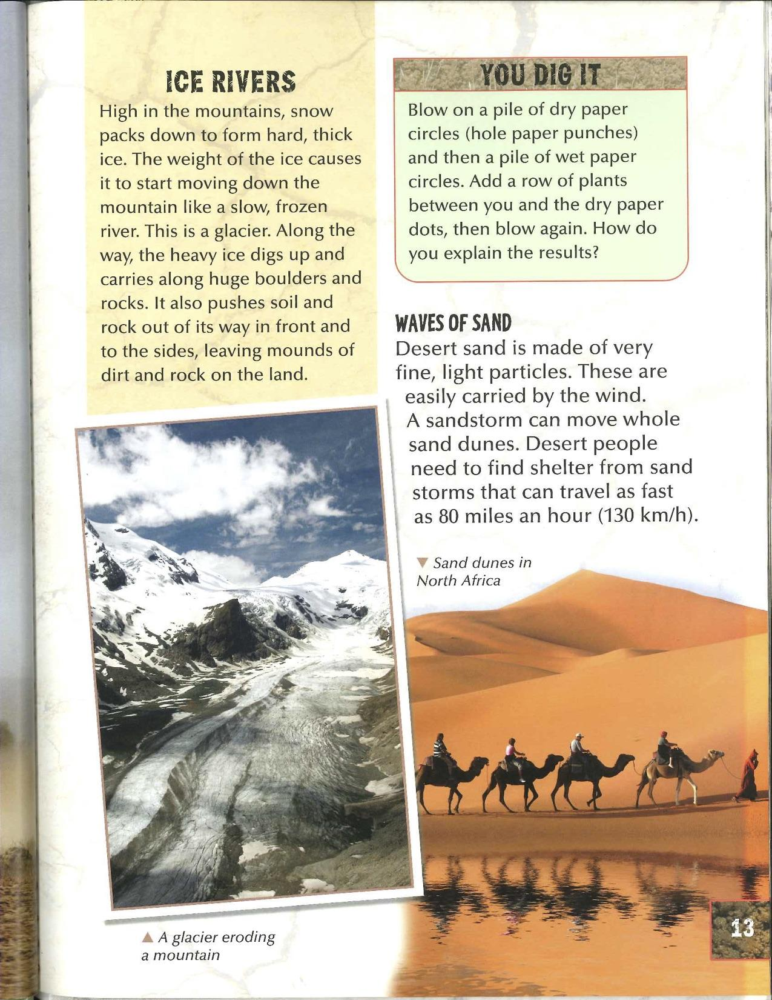 ICE RIVERS
High in the mountains, snow
packs down to form hard, thick
ice. The weight of the ice causes
it to start moving down the
mountain like a slow, frozen
river. This is a glacier. Along the
way, the heavy ice digs up and
carries along huge boulders and
rocks. It also pushes soil and
rock out of its way in front and
to the sides, leaving mounds of
dirt and rock on the land.
YOU DIG IT
Blow on a pile of dry paper
circles (hole paper punches)
and then a pile of wet paper
circles. Add a row of plants
between you and the dry paper
dots, then blow again. How do
you explain the results?
WAVES OF SAND
Desert sand is made of very
fine, light particles. These are
easily carried by the wind.
A sandstorm can move whole
sand dunes. Desert people
need to find shelter from sand
storms that can travel as fast
as 80 miles an hour (130 km/h).
▼ Sand dunes in
North Africa
▲ A glacier eroding
a mountain
13